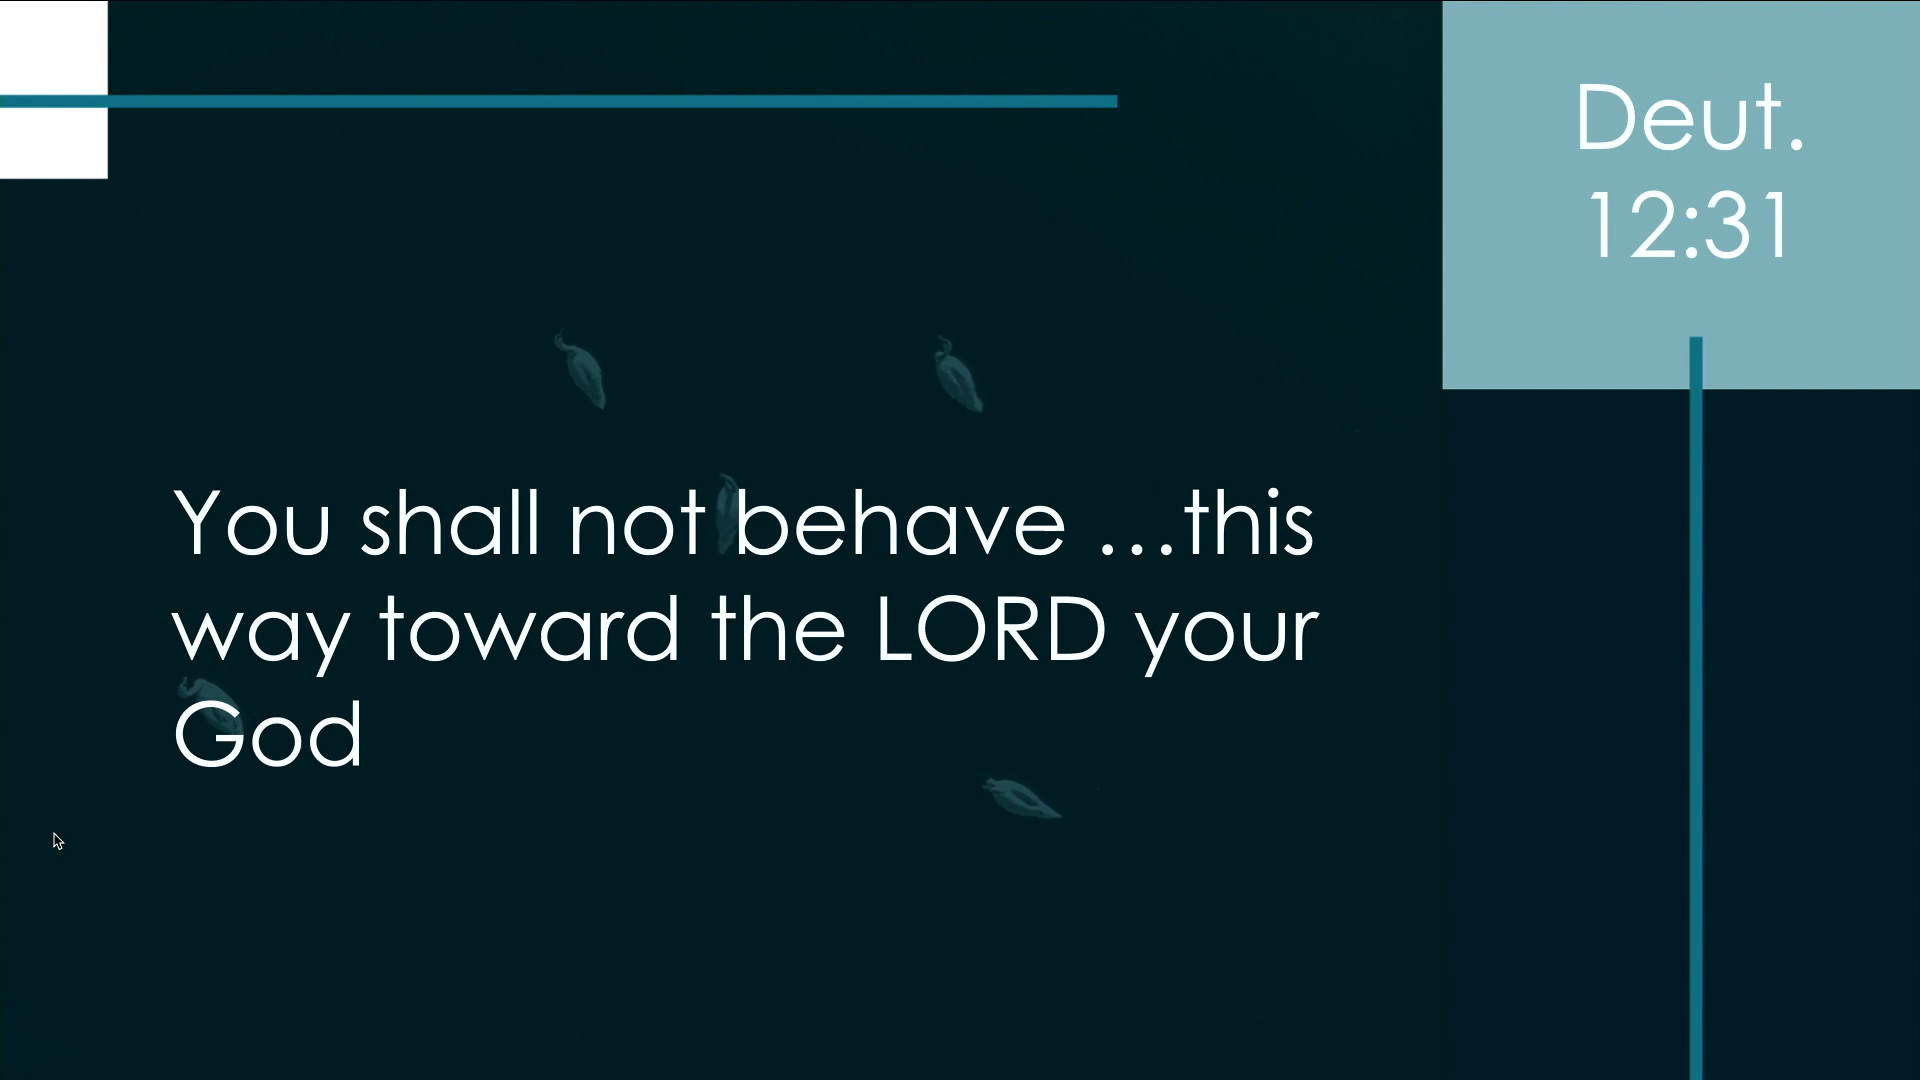 Deut.
12:31
You shall not behave …this
way toward the LORD your
God